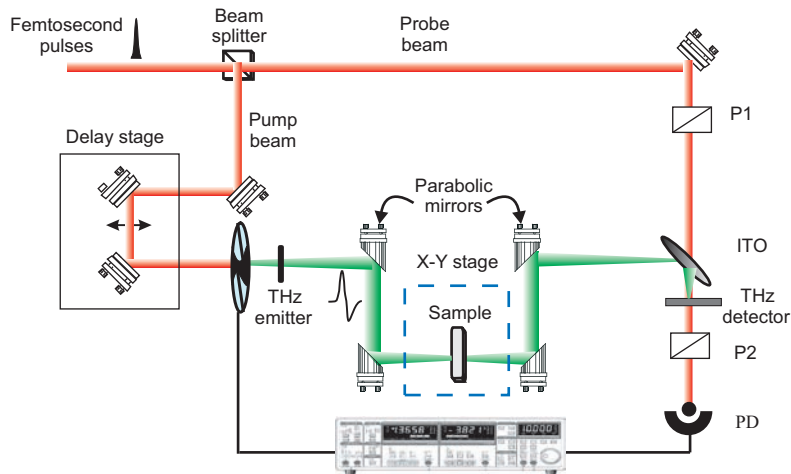 Femtosecond
pulses
Beam
splitter
Probe
beam
P1
Pump
beam
Delay stage
Parabolic
mirrors
ITO
X-Y stage
THz
emitter
Sample
THz
detector
P2
PD